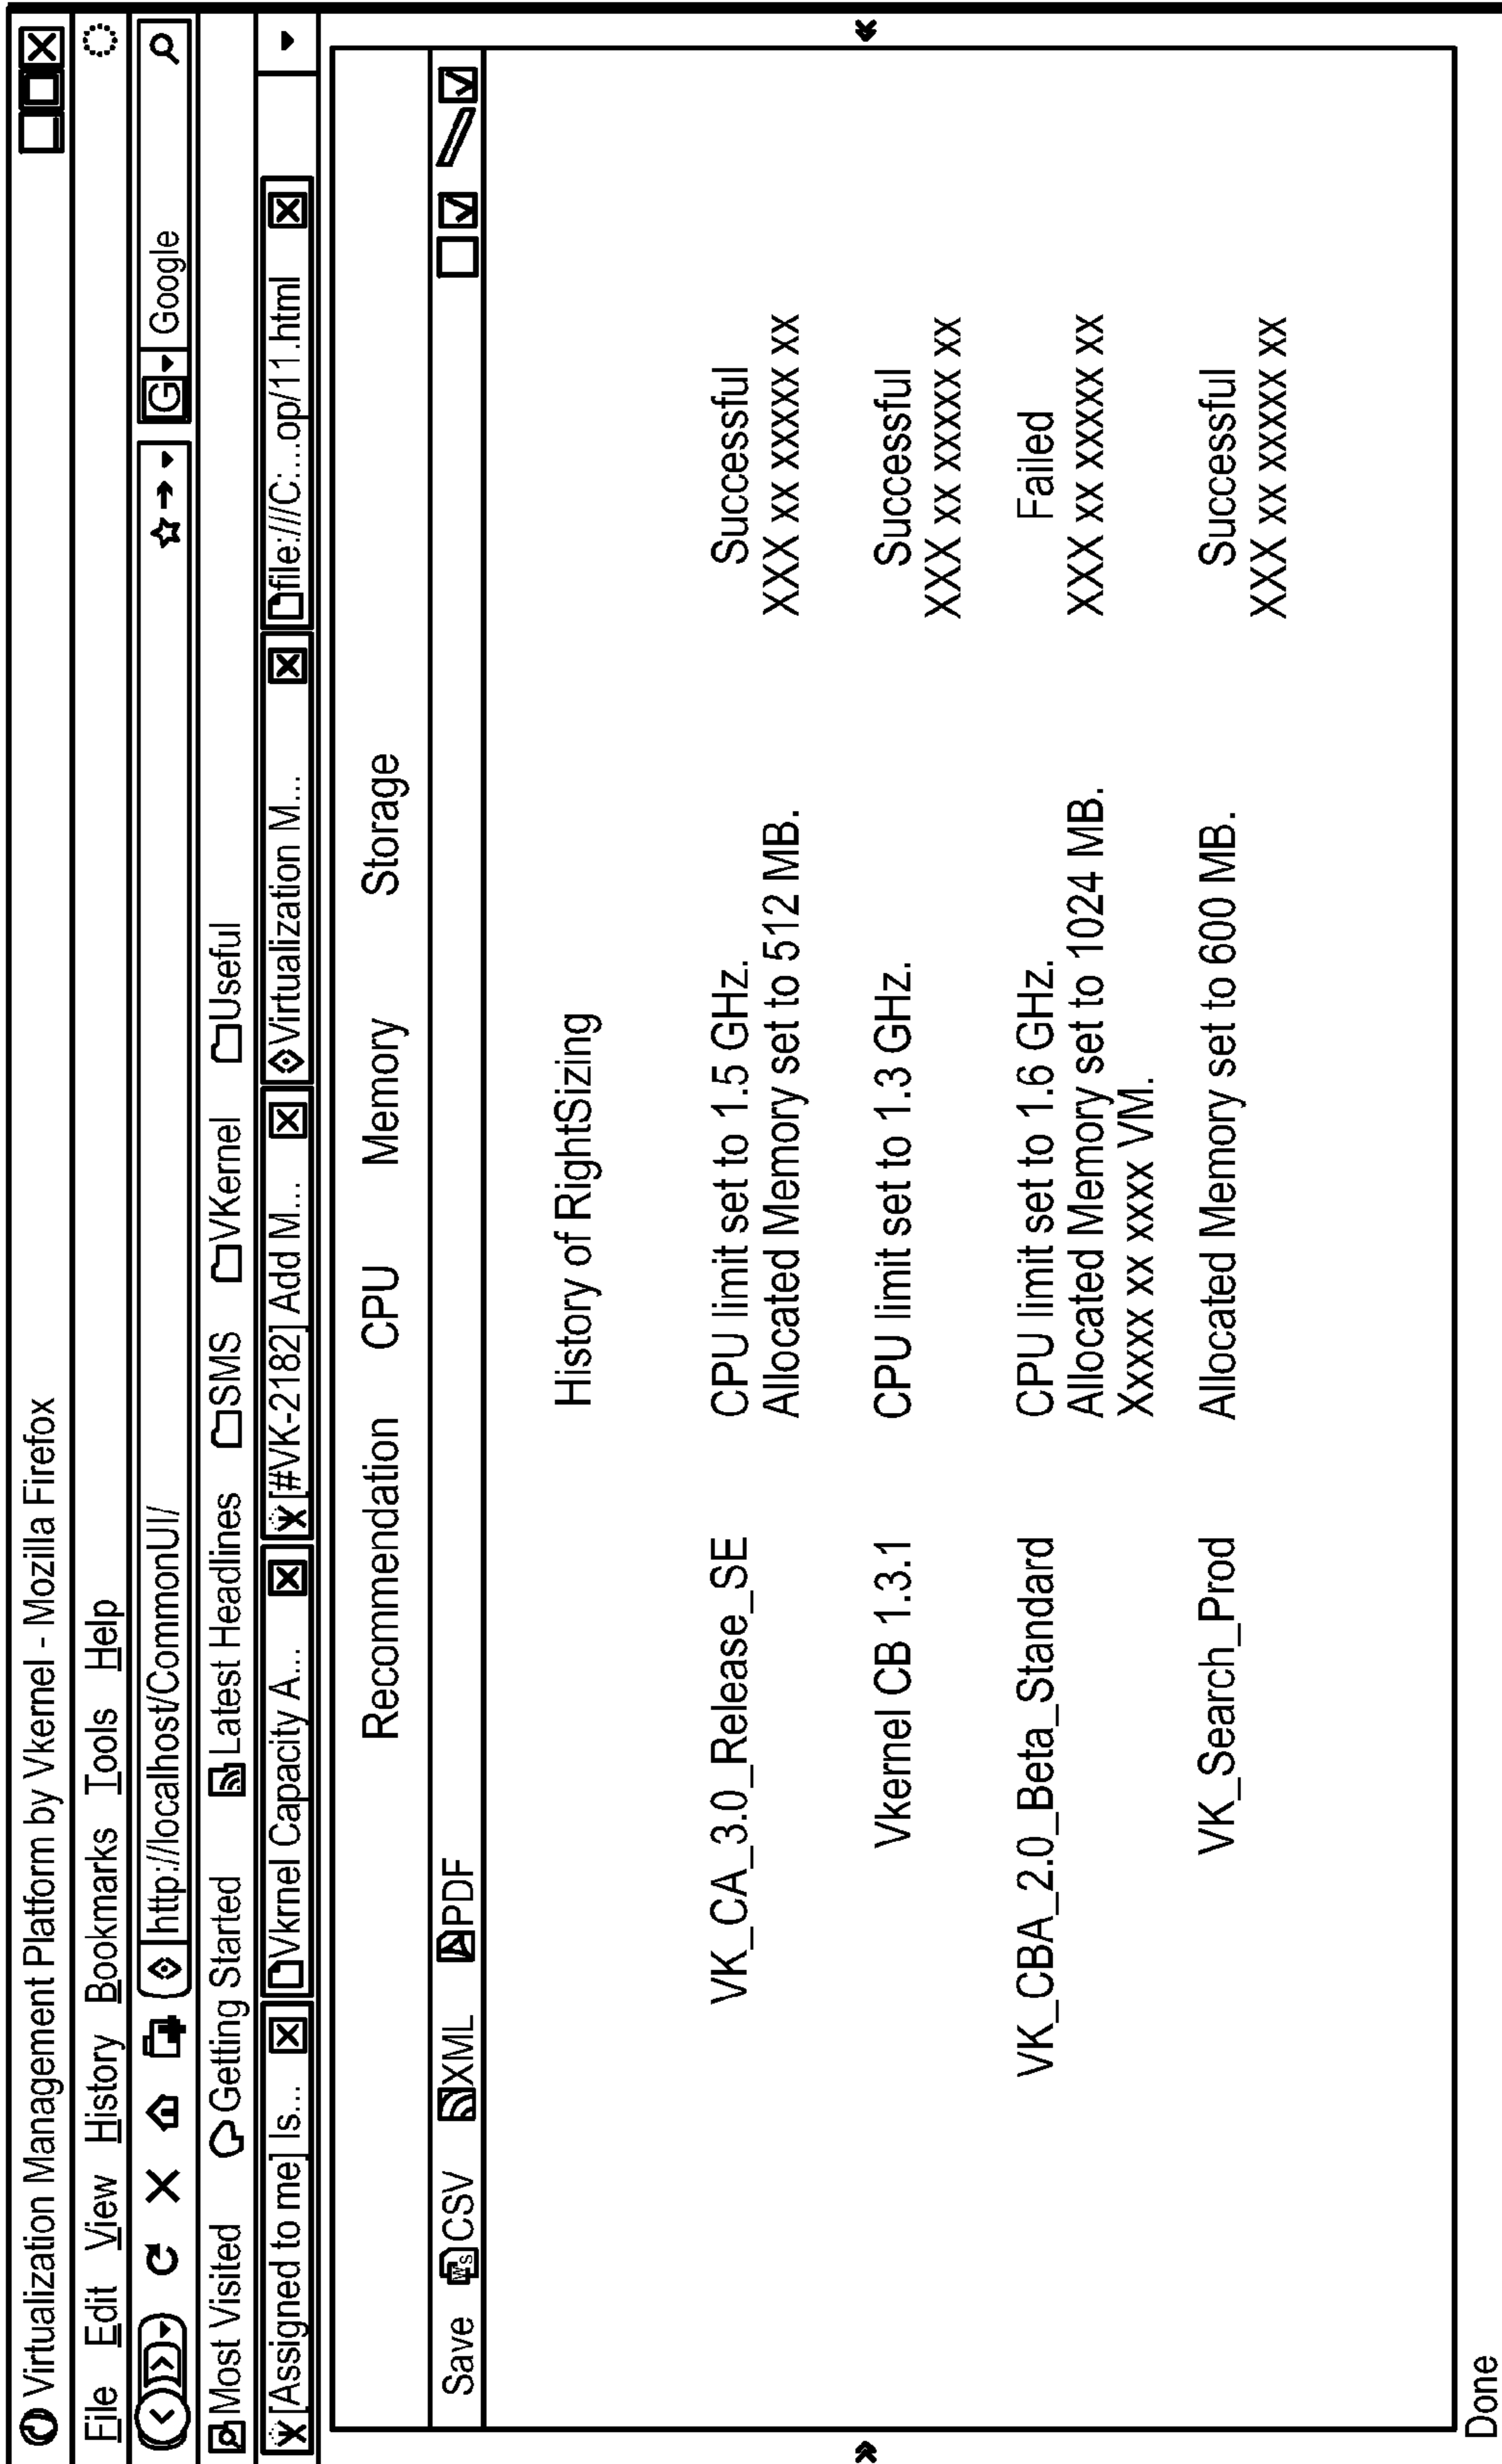 Virtualization Management Platform by Vkernel - Mozilla Firefox
File Edit View History Bookmarks Tools Help
http://localhost/CommonUI/ G Google
Most Visited Getting Started Latest Headlines SMS VKernel Useful
[Assigned to me] Is... Vkrnel Capacity A... [#VK-2182] Add M... Virtualization M... file:///C:...op/11.html
Recommendation CPU Memory Storage
Save CSV XML PDF
History of RightSizing
VK_CA_3.0_Release_SE CPU limit set to 1.5 GHz. Successful
Allocated Memory set to 512 MB. XXX xx xxxxx xx
Vkernel CB 1.3.1 CPU limit set to 1.3 GHz. Successful
XXX xx xxxxx xx
VK_CBA_2.0_Beta_Standard CPU limit set to 1.6 GHz. Failed
Allocated Memory set to 1024 MB. XXX xx xxxxx xx
Xxxxx xx xxxx VM.
VK_Search_Prod Allocated Memory set to 600 MB. Successful
XXX xx xxxxx xx
Done